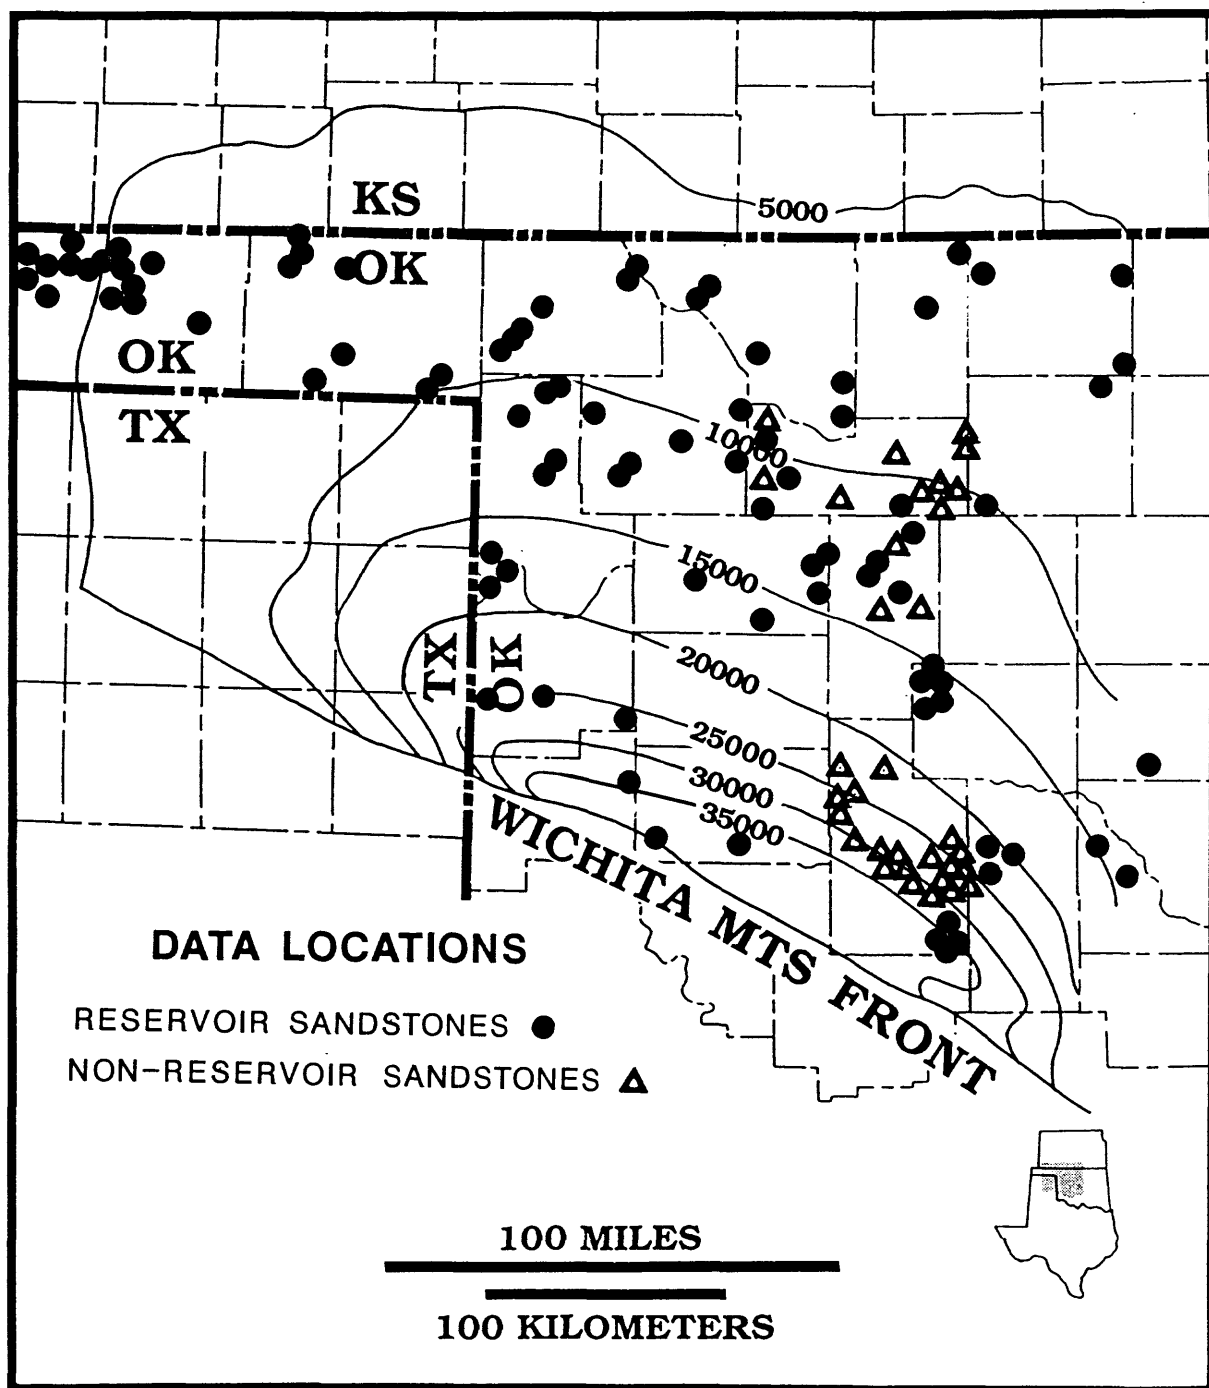 KS
5000
OK
OK
TX
10000
15000
TX
OK
20000
25000
30000
35000
WICHITA MTS FRONT
DATA LOCATIONS
RESERVOIR SANDSTONES
NON-RESERVOIR SANDSTONES
100 MILES
100 KILOMETERS